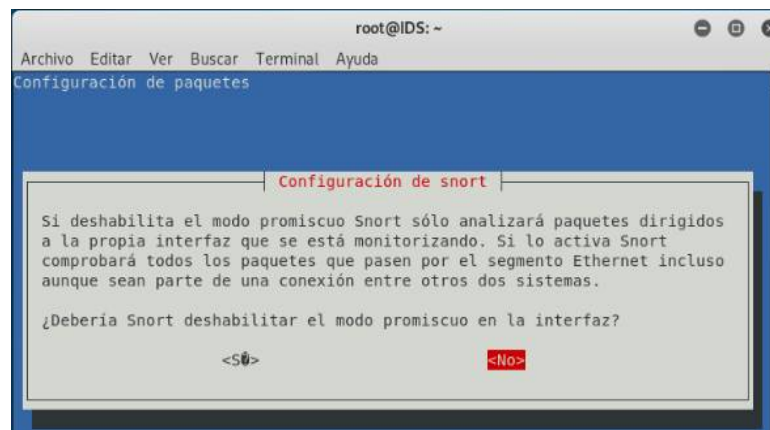 root@IDS: ~
Archivo Editar Ver Buscar Terminal Ayuda
Configuración de paquetes
Configuración de snort
Si deshabilita el modo promiscuo Snort sólo analizará paquetes dirigidos
a la propia interfaz que se está monitorizando. Si lo activa Snort
comprobará todos los paquetes que pasen por el segmento Ethernet incluso
aunque sean parte de una conexión entre otros dos sistemas.
¿Debería Snort deshabilitar el modo promiscuo en la interfaz?
<S�> <No>